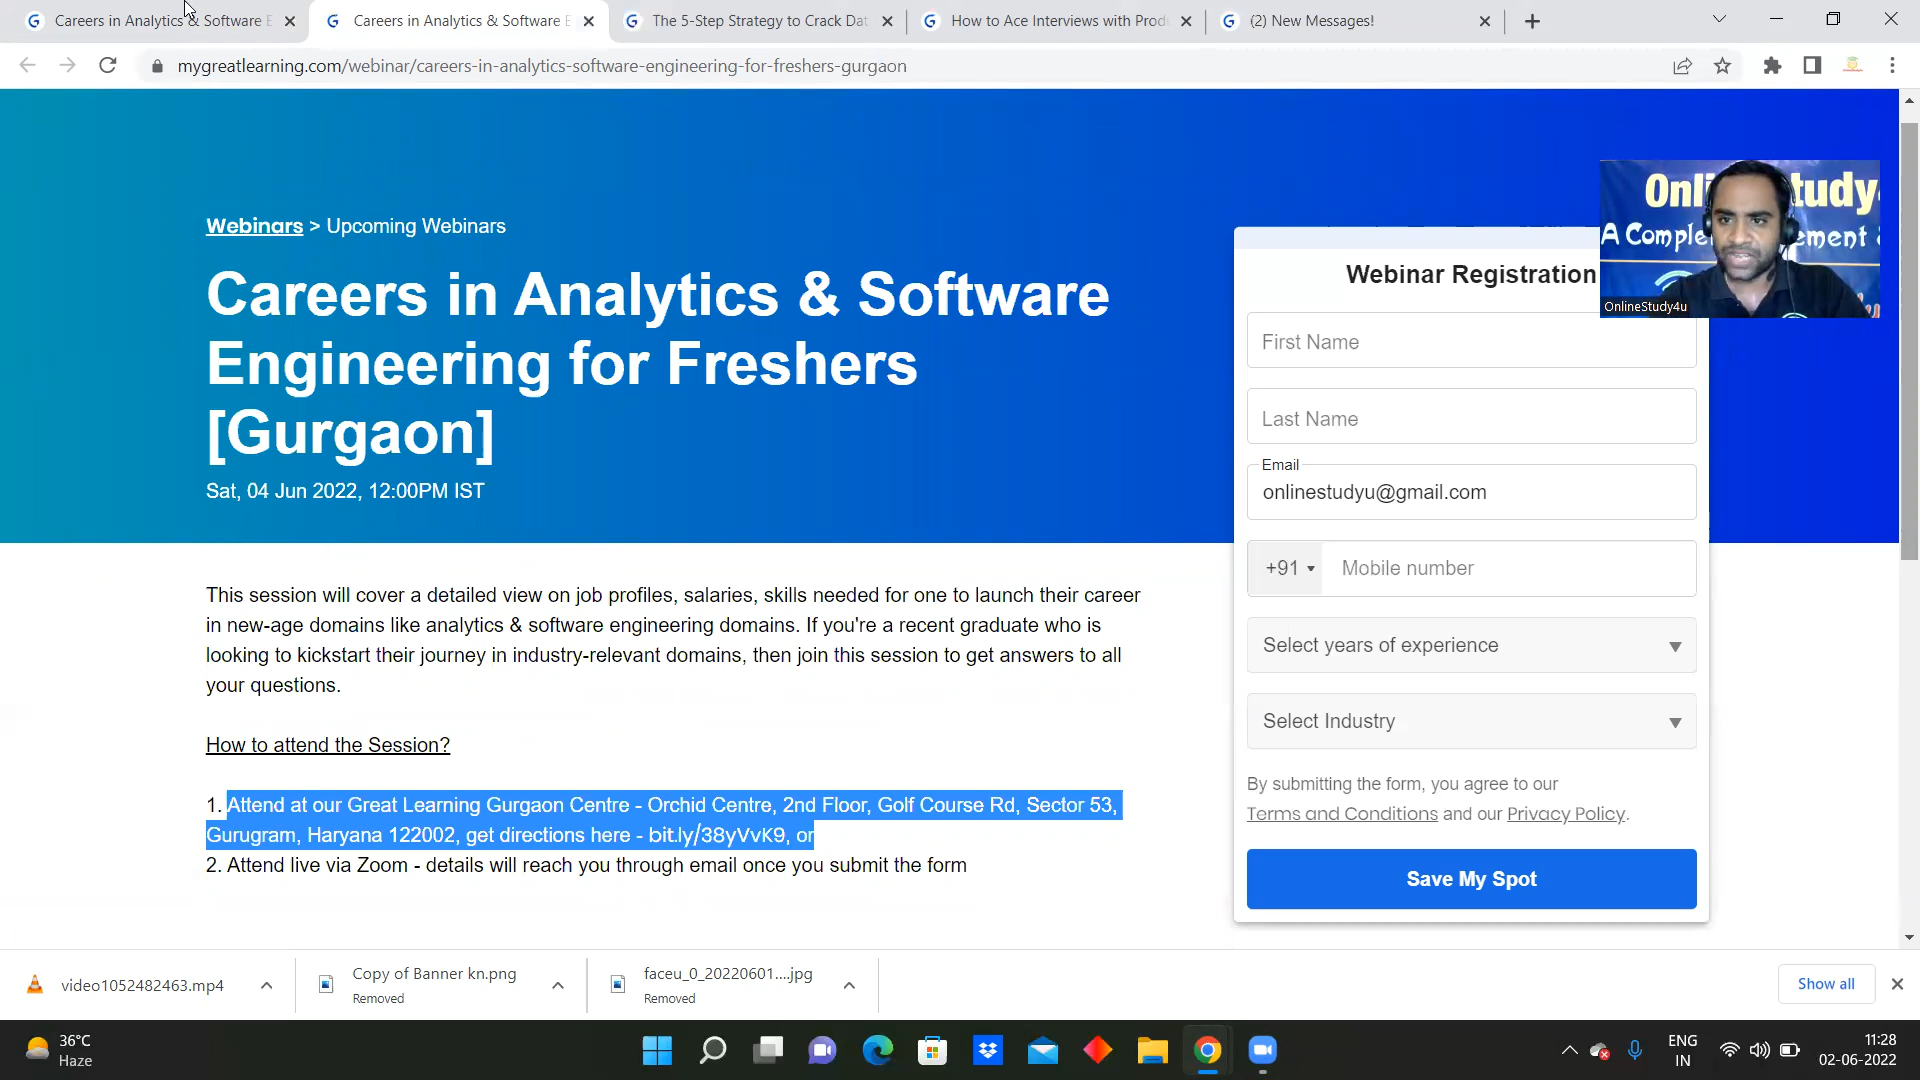 Careers in Analytics & Software E
Careers in Analytics & Software E
The 5-Step Strategy to Crack Dat
How to Ace Interviews with Prod
(2) New Messages!
mygreatlearning.com/webinar/careers-in-analytics-software-engineering-for-freshers-gurgaon
Webinars > Upcoming Webinars
Careers in Analytics & Software
Engineering for Freshers
[Gurgaon]
Sat, 04 Jun 2022, 12:00PM IST
This session will cover a detailed view on job profiles, salaries, skills needed for one to launch their career
in new-age domains like analytics & software engineering domains. If you're a recent graduate who is
looking to kickstart their journey in industry-relevant domains, then join this session to get answers to all
your questions.
How to attend the Session?
1. Attend at our Great Learning Gurgaon Centre - Orchid Centre, 2nd Floor, Golf Course Rd, Sector 53,
Gurugram, Haryana 122002, get directions here - bit.ly/38yVvK9, or
2. Attend live via Zoom - details will reach you through email once you submit the form
Webinar Registration
First Name
Last Name
Email
onlinestudyu@gmail.com
+91
Mobile number
Select years of experience
Select Industry
By submitting the form, you agree to our
Terms and Conditions and our Privacy Policy.
Save My Spot
A Comple
OnlineStudy4u
video1052482463.mp4
Copy of Banner kn.png
Removed
faceu_0_20220601....jpg
Removed
Show all
36°C
Haze
ENG
IN
11:28
02-06-2022